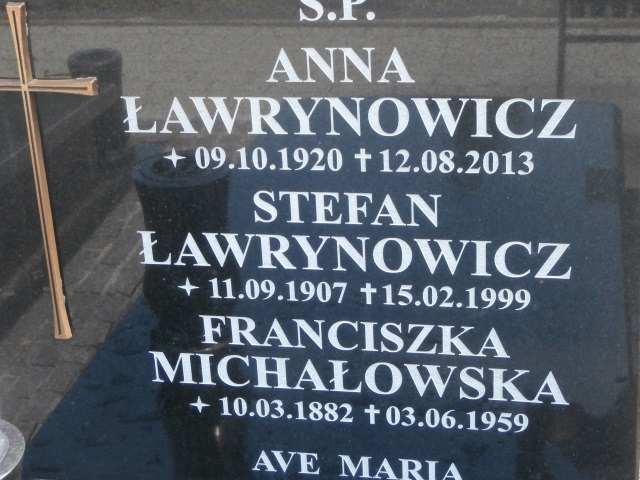 Ś.P.
ANNA
ŁAWRYNOWICZ
✦ 09.10.1920 ✝ 12.08.2013
STEFAN
ŁAWRYNOWICZ
✦ 11.09.1907 ✝ 15.02.1999
FRANCISZKA
MICHAŁOWSKA
✦ 10.03.1882 ✝ 03.06.1959
AVE MARIA